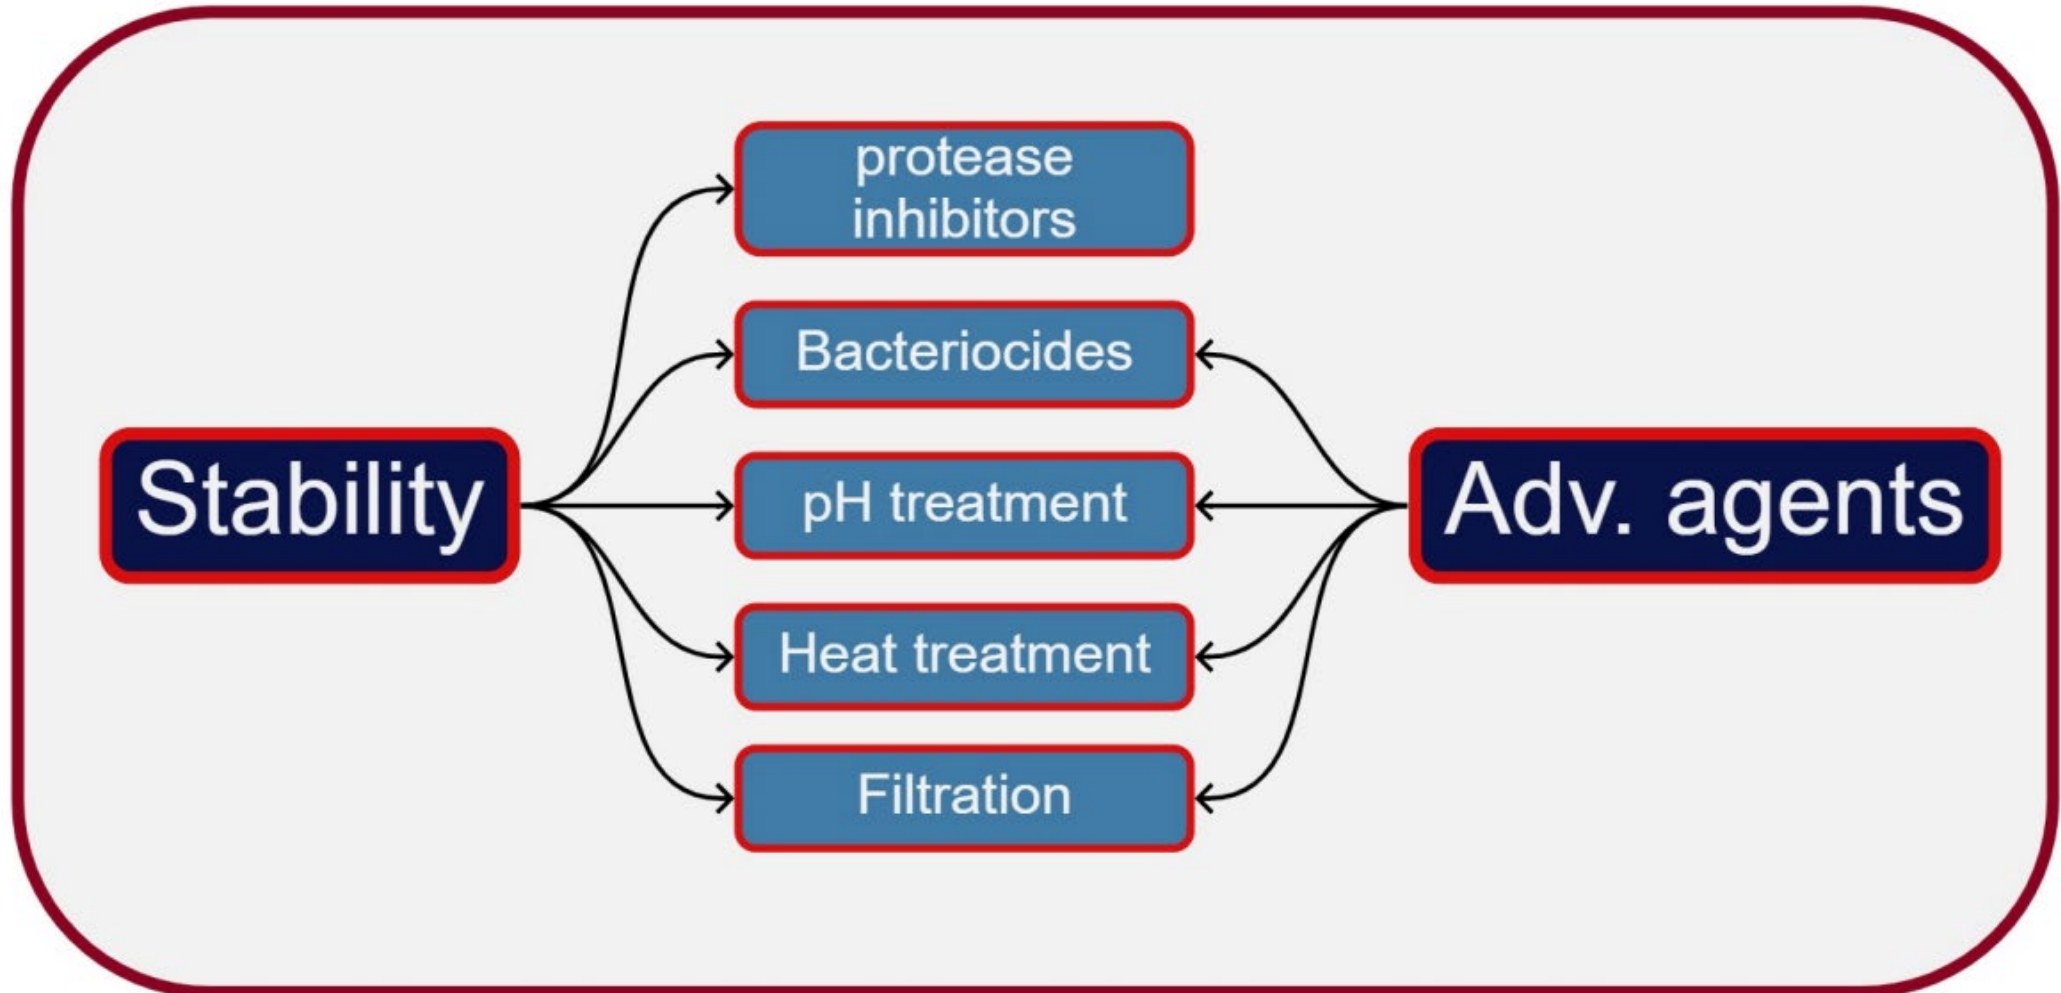 protease
inhibitors
Bacteriocides
Stability
pH treatment
Adv. agents
Heat treatment
Filtration